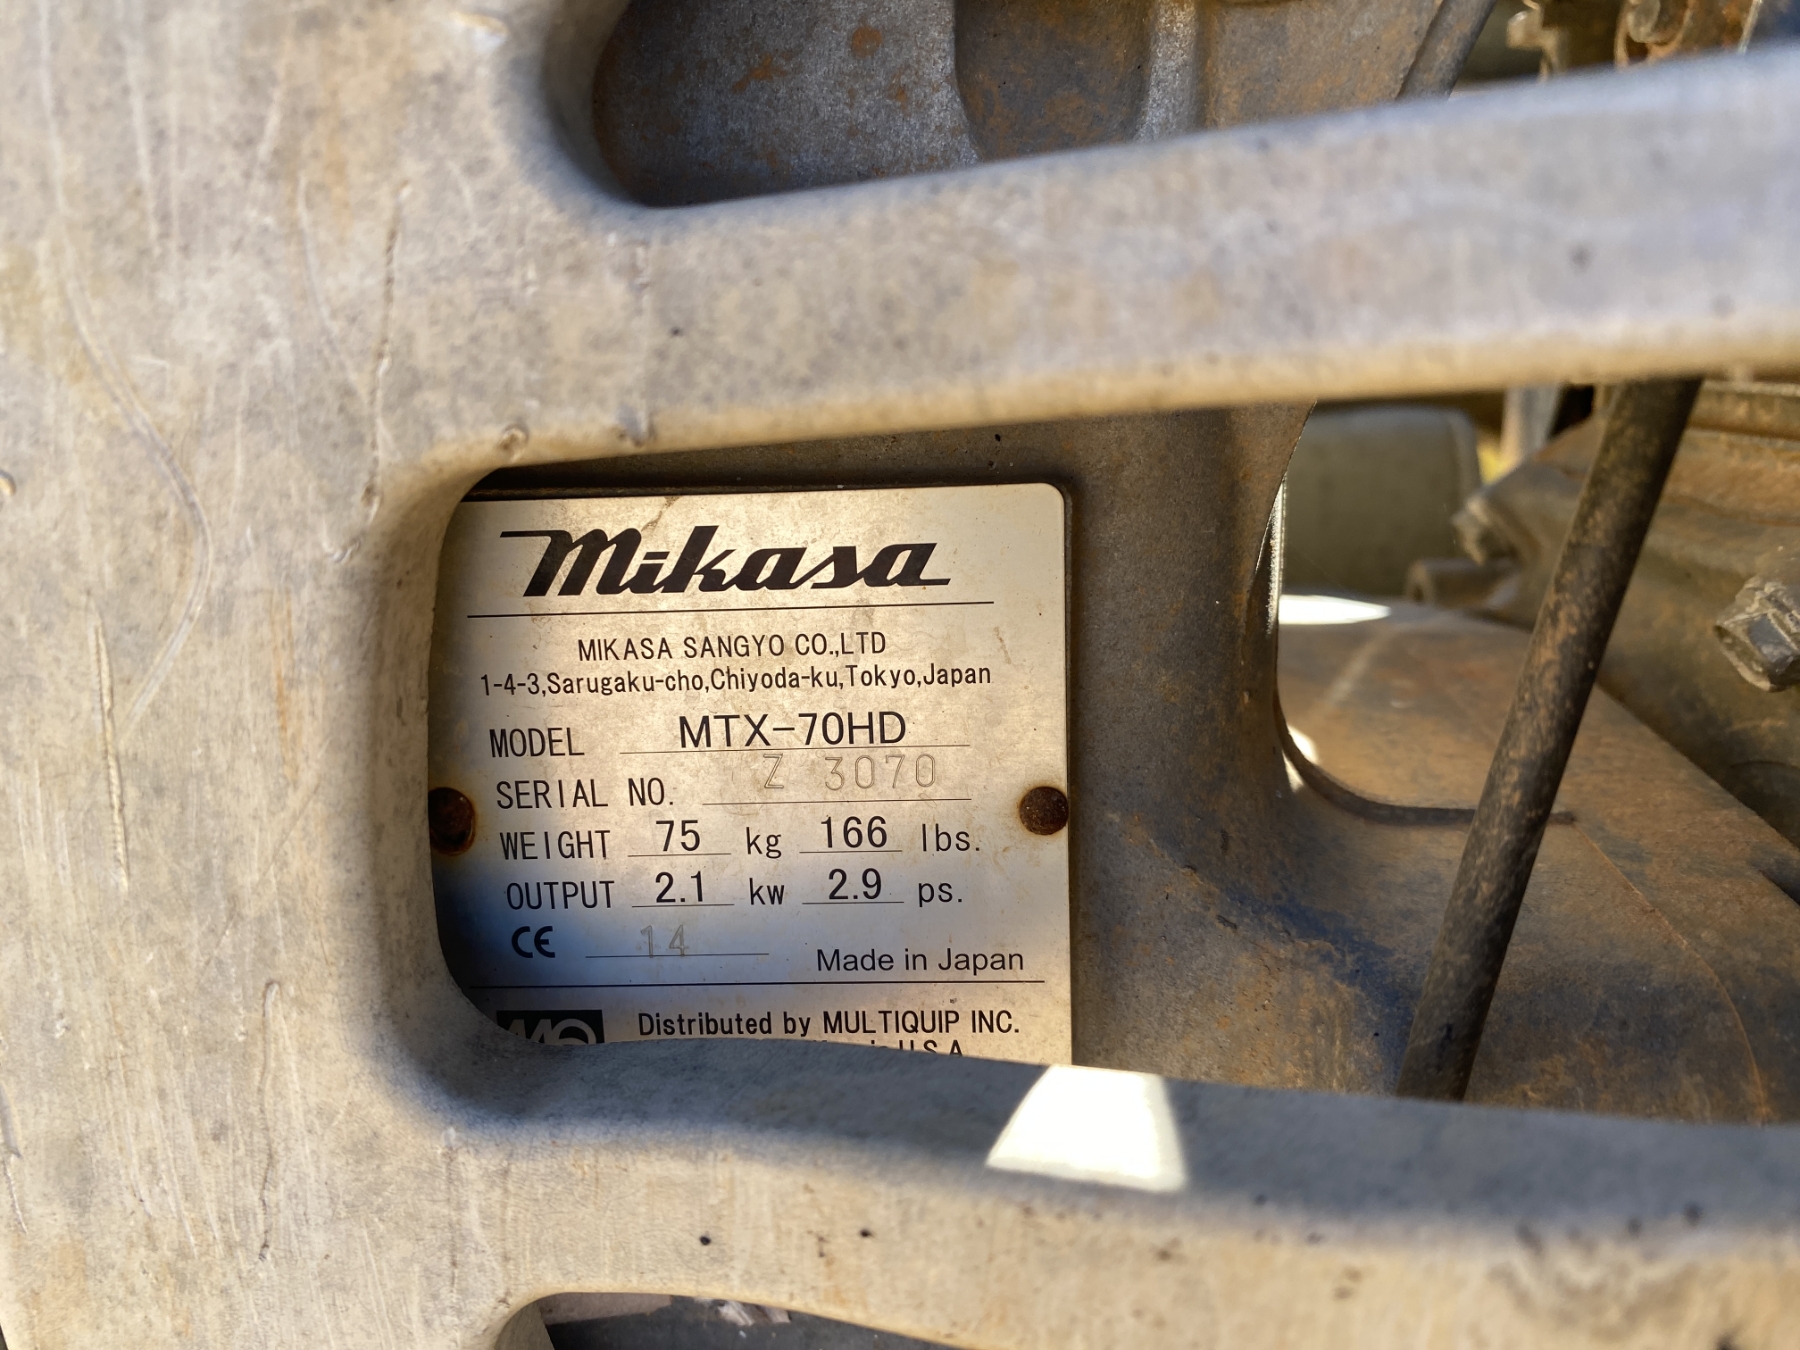 Mikasa
MIKASA SANGYO CO.,LTD
1-4-3,Sarugaku-cho,Chiyoda-ku,Tokyo,Japan
MODEL MTX-70HD
SERIAL NO. Z 3070
WEIGHT 75 kg 166 lbs.
OUTPUT 2.1 kw 2.9 ps.
CE 14 Made in Japan
MQ Distributed by MULTIQUIP INC.
U.S.A